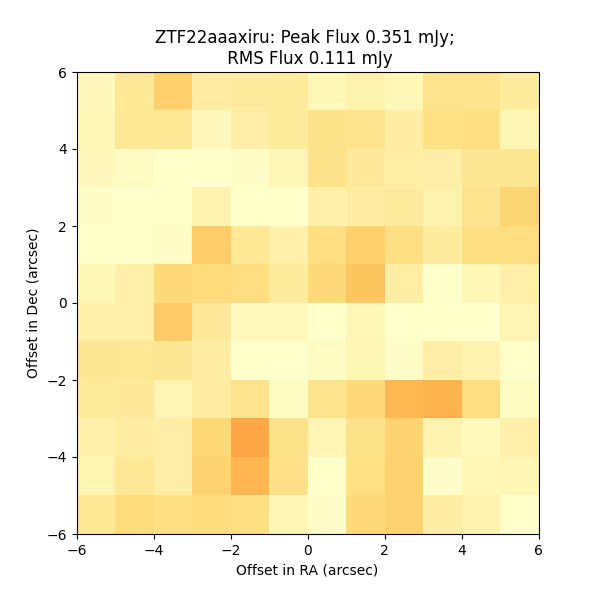 ZTF22aaaxiru: Peak Flux 0.351 mJy;
RMS Flux 0.111 mJy
6
4
2
0
−2
−4
−6
Offset in Dec (arcsec)
−6 −4 −2 0 2 4 6
Offset in RA (arcsec)